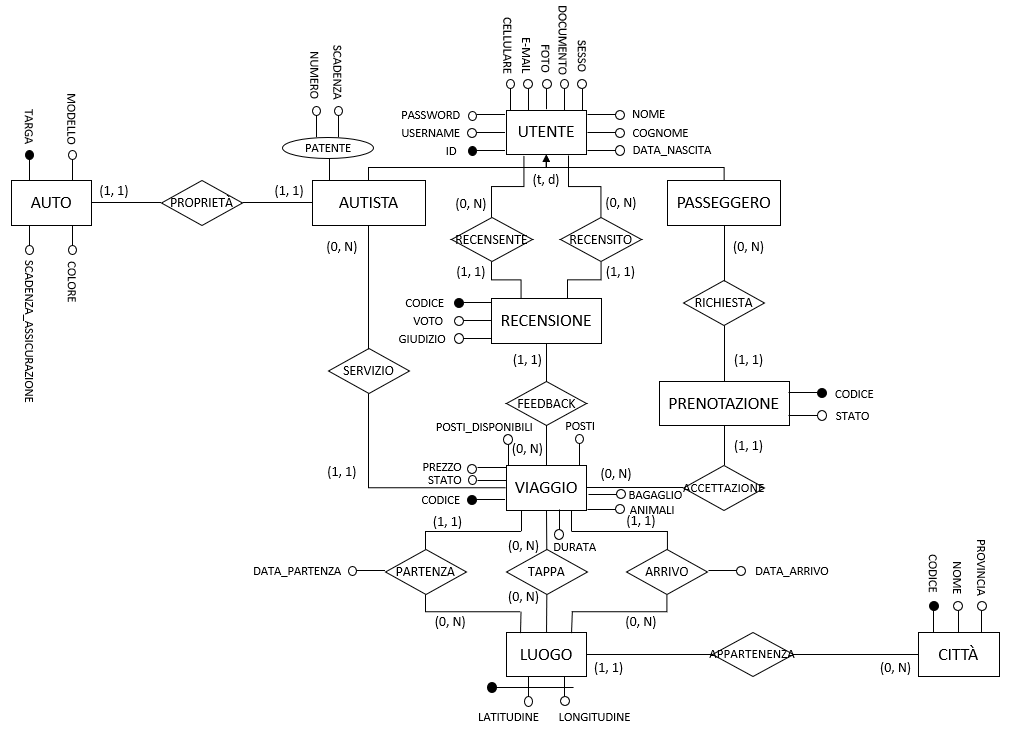 CELLULARE
E-MAIL
FOTO
DOCUMENTO
SESSO
NUMERO
SCADENZA
PATENTE
PASSWORD
USERNAME
ID
UTENTE
NOME
COGNOME
DATA_NASCITA
TARGA
MODELLO
(t, d)
AUTO
(1, 1)
PROPRIETÀ
(1, 1)
AUTISTA
PASSEGGERO
(0, N)
(0, N)
(0, N)
(0, N)
RECENSENTE
RECENSITO
(1, 1)
(1, 1)
SCADENZA_ASSICURAZIONE
COLORE
RICHIESTA
CODICE
VOTO
GIUDIZIO
RECENSIONE
(1, 1)
(1, 1)
SERVIZIO
FEEDBACK
PRENOTAZIONE
CODICE
STATO
POSTI_DISPONIBILI
POSTI
(0, N)
(1, 1)
(1, 1)
PREZZO
STATO
CODICE
VIAGGIO
(0, N)
ACCETTAZIONE
BAGAGLIO
ANIMALI
(1, 1)
(1, 1)
(0, N)
DURATA
DATA_PARTENZA
PARTENZA
TAPPA
ARRIVO
DATA_ARRIVO
(0, N)
(0, N)
(0, N)
CODICE
NOME
PROVINCIA
LUOGO
(1, 1)
APPARTENENZA
(0, N)
CITTÀ
LATITUDINE
LONGITUDINE